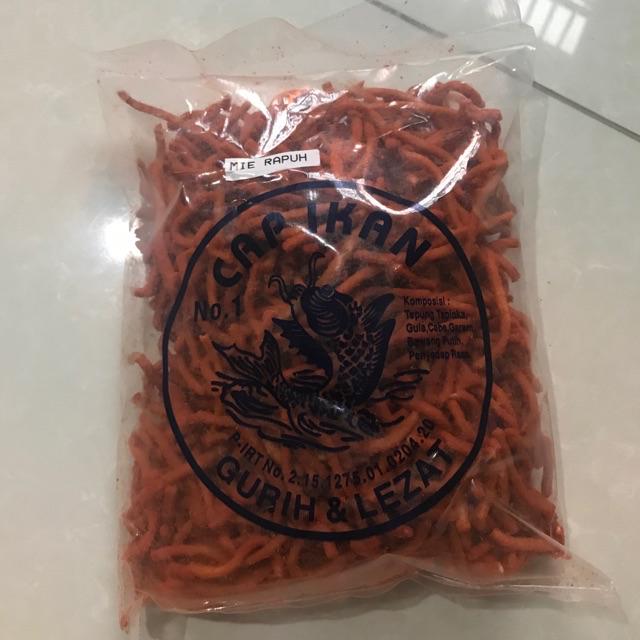 MIE RAPUH
CAP IKAN
No. 1
Komposisi :
Tepung Tapioka,
Gula,Cabe,Garam,
Bawang Putih,
Penyedap Rasa.
P-IRT No. 2.15.1275.01.0204.20
GURIH & LEZAT